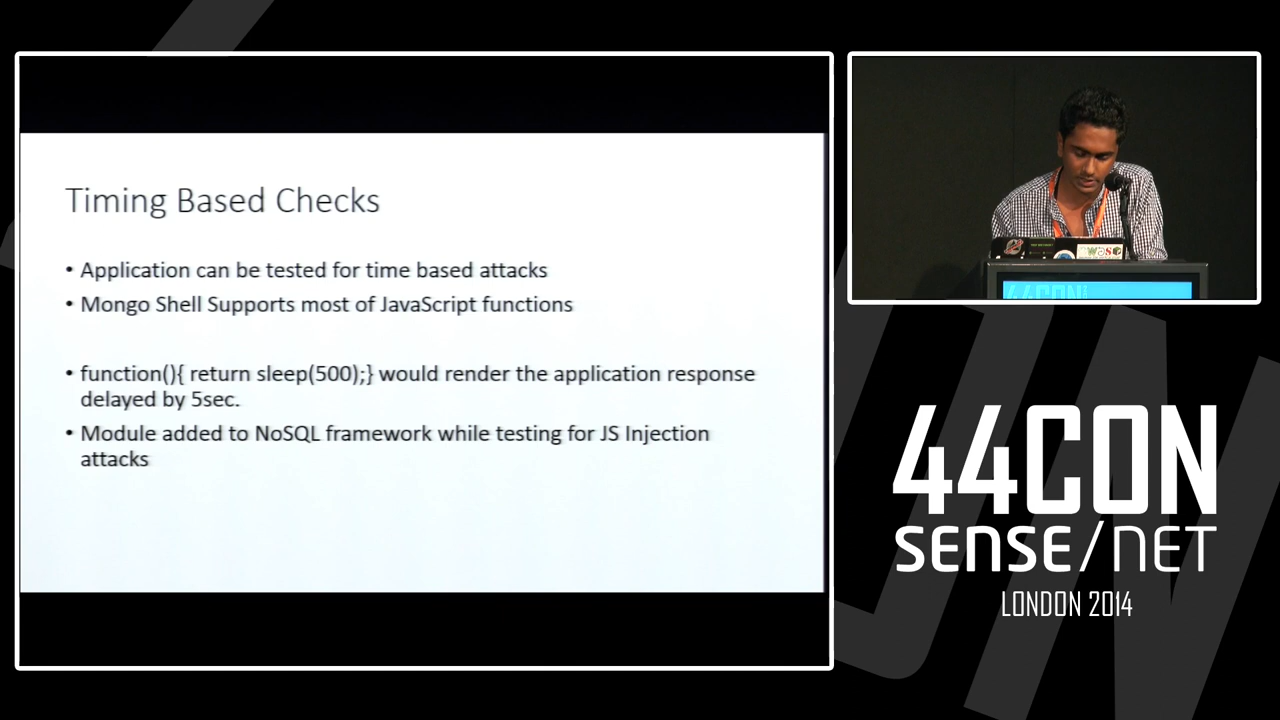 Timing Based Checks
• Application can be tested for time based attacks
• Mongo Shell Supports most of JavaScript functions
• function(){ return sleep(500);} would render the application response
delayed by 5sec.
• Module added to NoSQL framework while testing for JS Injection
attacks
44CON
44CON
SENSE/NET
LONDON 2014